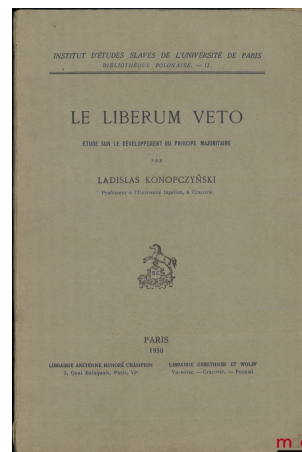 INSTITUT D'ÉTUDES SLAVES DE L'UNIVERSITÉ DE PARIS
BIBLIOTHÈQUE POLONAISE. — II.
LE LIBERUM VETO
ÉTUDE SUR LE DÉVELOPPEMENT DU PRINCIPE MAJORITAIRE
PAR
LADISLAS KONOPCZYŃSKI
Professeur à l'Université Jagellon, à Cracovie.
PARIS
1930
LIBRAIRIE ANCIENNE HONORÉ CHAMPION
5, Quai Malaquais, Paris, VIe
LIBRAIRIE GEBETHNER ET WOLFF
Varsovie. — Cracovie. — Poznań